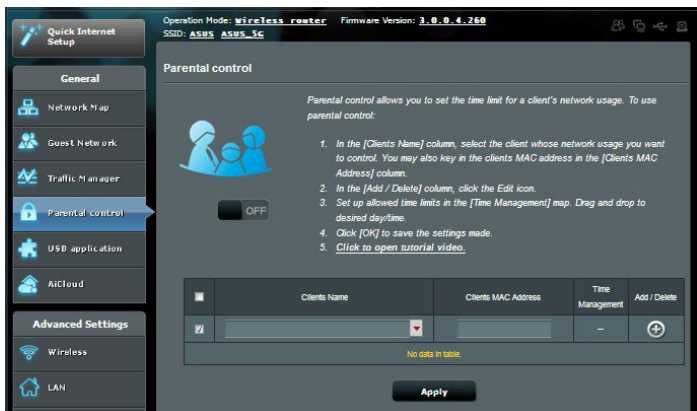 Operation Mode: Wireless router Firmware Version: 3.0.0.4.260
SSID: ASUS ASUS_5G
Quick Internet
Setup
General
Network Map
Guest Network
Traffic Manager
Parental control
USB application
AiCloud
Advanced Settings
Wireless
LAN
Parental control
Parental control allows you to set the time limit for a client's network usage. To use
parental control:
1. In the [Clients Name] column, select the client whose network usage you want
to control. You may also key in the clients MAC address in the [Clients MAC
Address] column.
2. In the [Add / Delete] column, click the Edit icon.
3. Set up allowed time limits in the [Time Management] map. Drag and drop to
desired day/time.
4. Click [OK] to save the settings made.
5. Click to open tutorial video.
OFF
Clients Name Clients MAC Address Time
Management Add / Delete
–
No data in table.
Apply